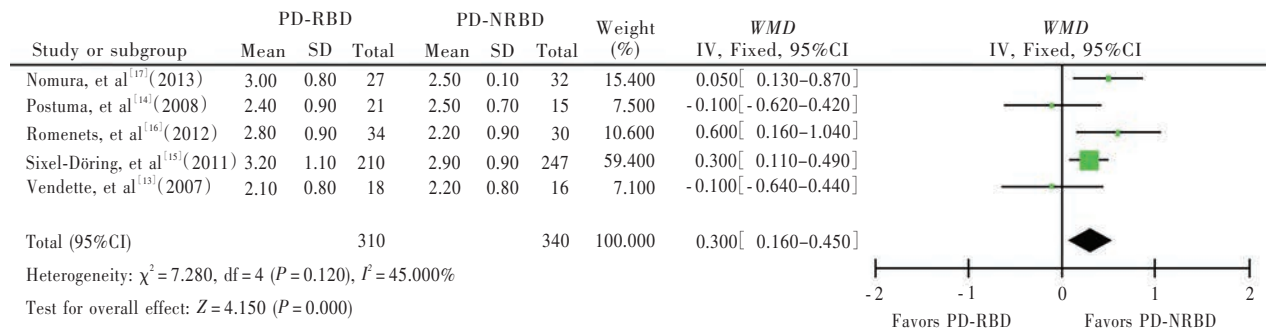 PD-RBD PD-NRBD Weight WMD WMD
Study or subgroup Mean SD Total Mean SD Total (%) IV, Fixed, 95%CI IV, Fixed, 95%CI
Nomura, et al[17](2013) 3.00 0.80 27 2.50 0.10 32 15.400 0.050[ 0.130-0.870]
Postuma, et al[14](2008) 2.40 0.90 21 2.50 0.70 15 7.500 -0.100[-0.620-0.420]
Romenets, et al[16](2012) 2.80 0.90 34 2.20 0.90 30 10.600 0.600[ 0.160-1.040]
Sixel-Döring, et al[15](2011) 3.20 1.10 210 2.90 0.90 247 59.400 0.300[ 0.110-0.490]
Vendette, et al[13](2007) 2.10 0.80 18 2.20 0.80 16 7.100 -0.100[-0.640-0.440]
Total (95%CI) 310 340 100.000 0.300[ 0.160-0.450]
Heterogeneity: χ2=7.280, df=4 (P=0.120), I2=45.000%
Test for overall effect: Z=4.150 (P=0.000)
-2 -1 0 1 2
Favors PD-RBD Favors PD-NRBD